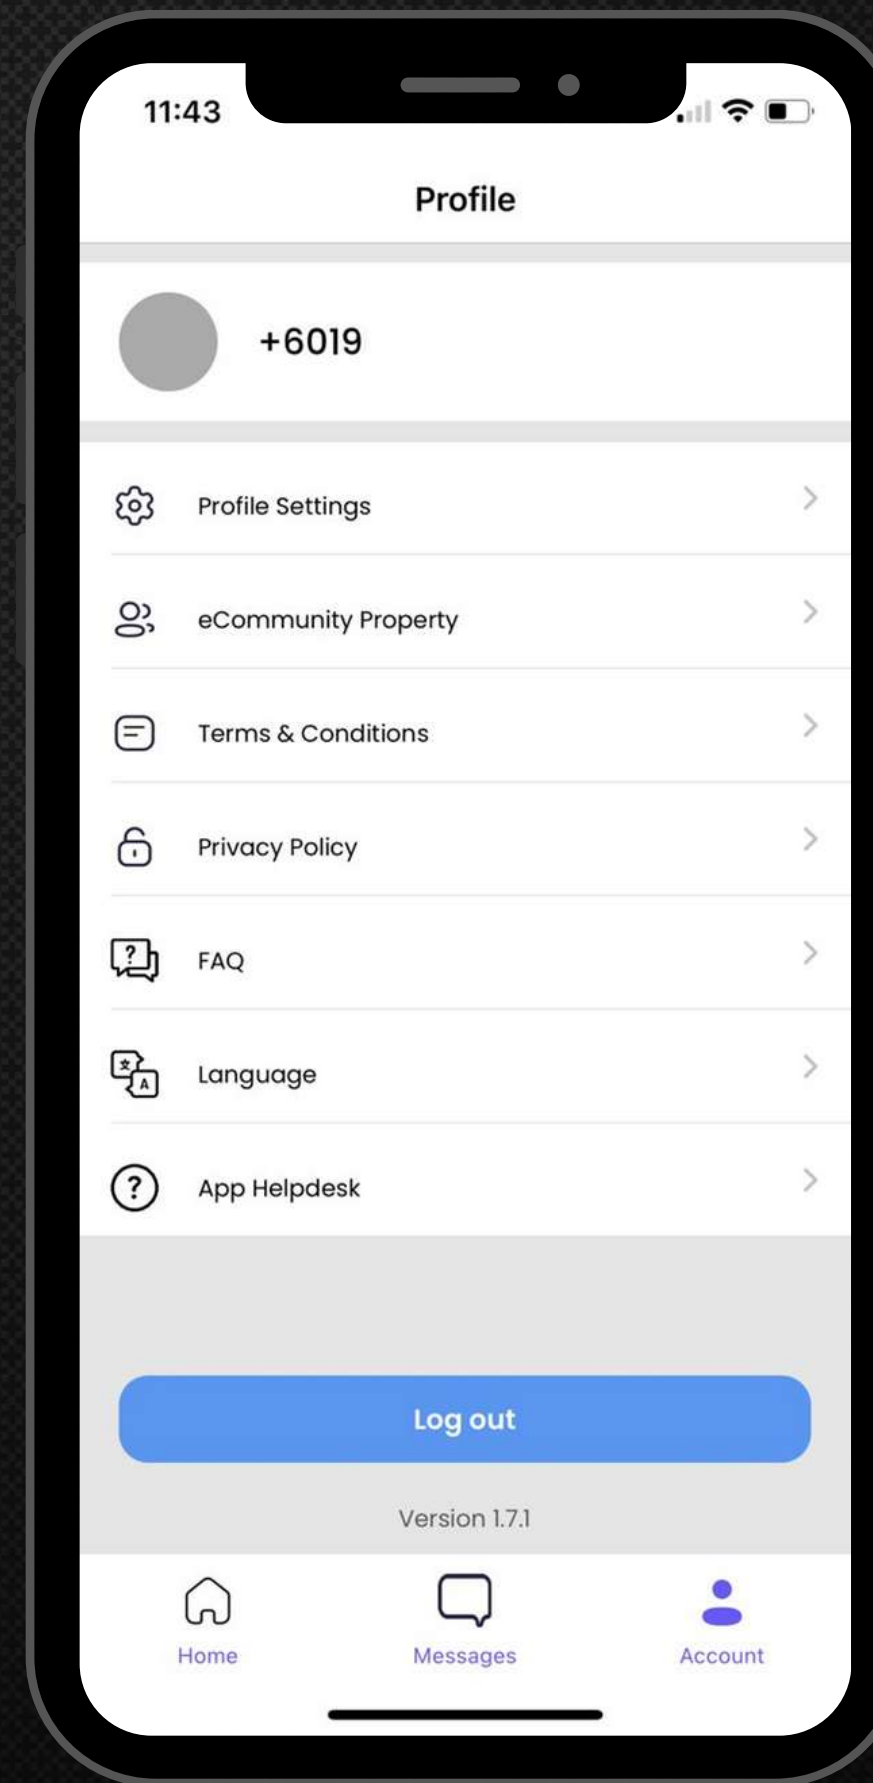 11:43
Profile
+6019
Profile Settings
eCommunity Property
Terms & Conditions
Privacy Policy
FAQ
Language
App Helpdesk
Log out
Version 1.7.1
Home
Messages
Account